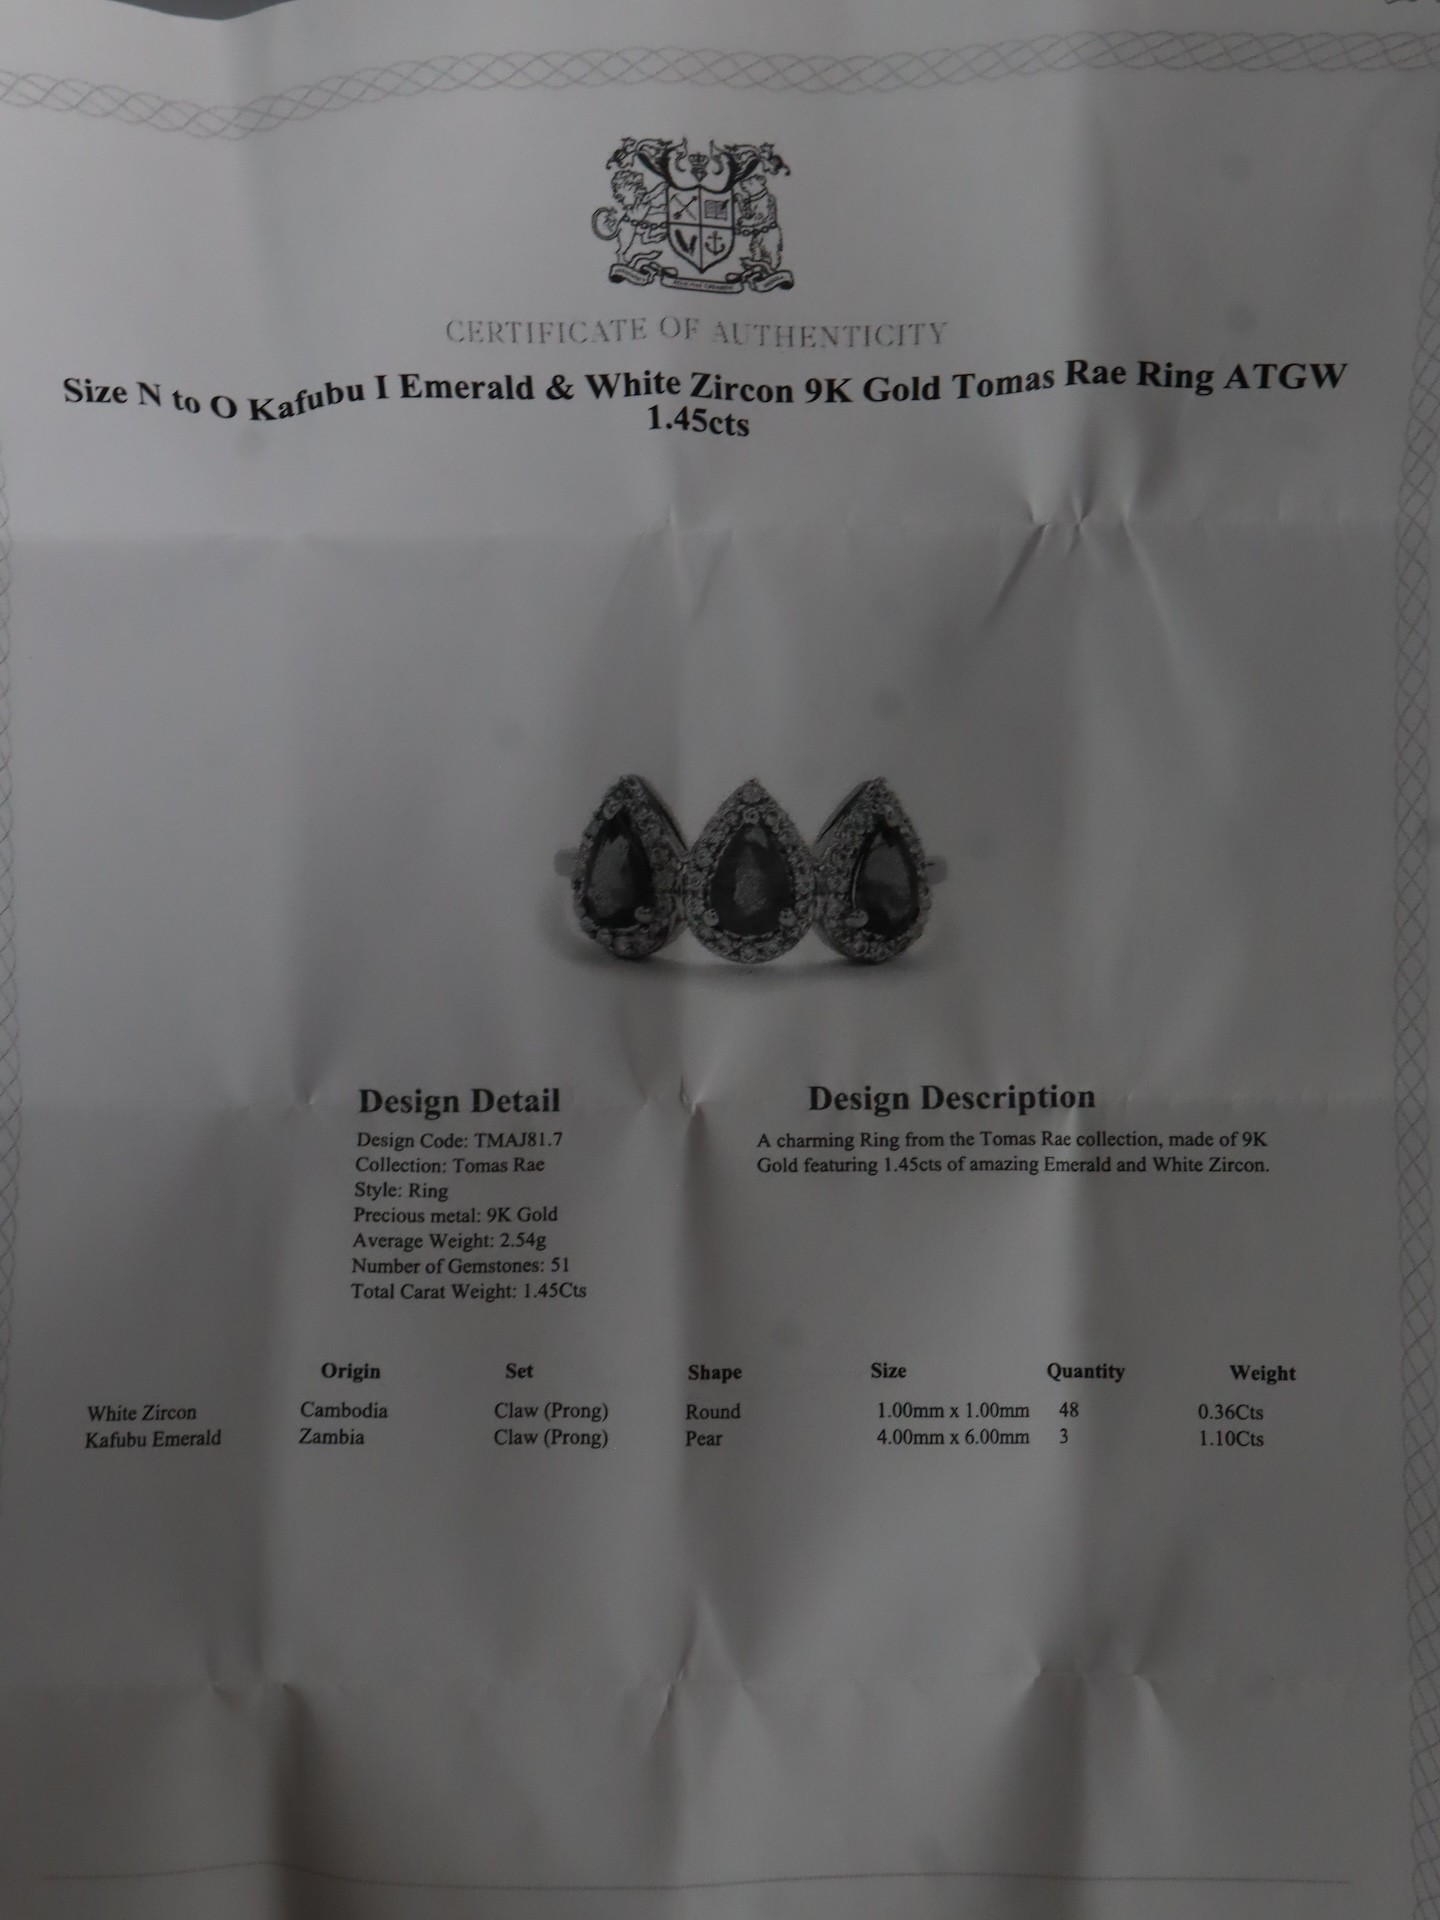 CERTIFICATE OF AUTHENTICITY
Size N to O Kafubu I Emerald & White Zircon 9K Gold Tomas Rae Ring ATGW
1.45cts
Design Detail
Design Code: TMAJ81.7
Collection: Tomas Rae
Style: Ring
Precious metal: 9K Gold
Average Weight: 2.54g
Number of Gemstones: 51
Total Carat Weight: 1.45Cts
Design Description
A charming Ring from the Tomas Rae collection, made of 9K
Gold featuring 1.45cts of amazing Emerald and White Zircon.
Origin Set Shape Size Quantity Weight
White Zircon Cambodia Claw (Prong) Round 1.00mm x 1.00mm 48 0.36Cts
Kafubu Emerald Zambia Claw (Prong) Pear 4.00mm x 6.00mm 3 1.10Cts